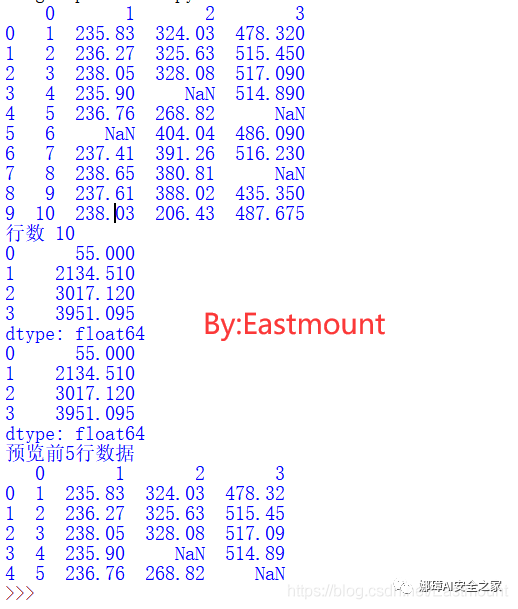 0 1 2 3
0 1 235.83 324.03 478.320
1 2 236.27 325.63 515.450
2 3 238.05 328.08 517.090
3 4 235.90 NaN 514.890
4 5 236.76 268.82 NaN
5 6 NaN 404.04 486.090
6 7 237.41 391.26 516.230
7 8 238.65 380.81 NaN
8 9 237.61 388.02 435.350
9 10 238.03 206.43 487.675
行数 10
0 55.000
1 2134.510
2 3017.120
3 3951.095
dtype: float64
By:Eastmount
0 55.000
1 2134.510
2 3017.120
3 3951.095
dtype: float64
预览前5行数据
0 1 2 3
0 1 235.83 324.03 478.32
1 2 236.27 325.63 515.45
2 3 238.05 328.08 517.09
3 4 235.90 NaN 514.89
4 5 236.76 268.82 NaN
>>>
娜璋AI安全之家